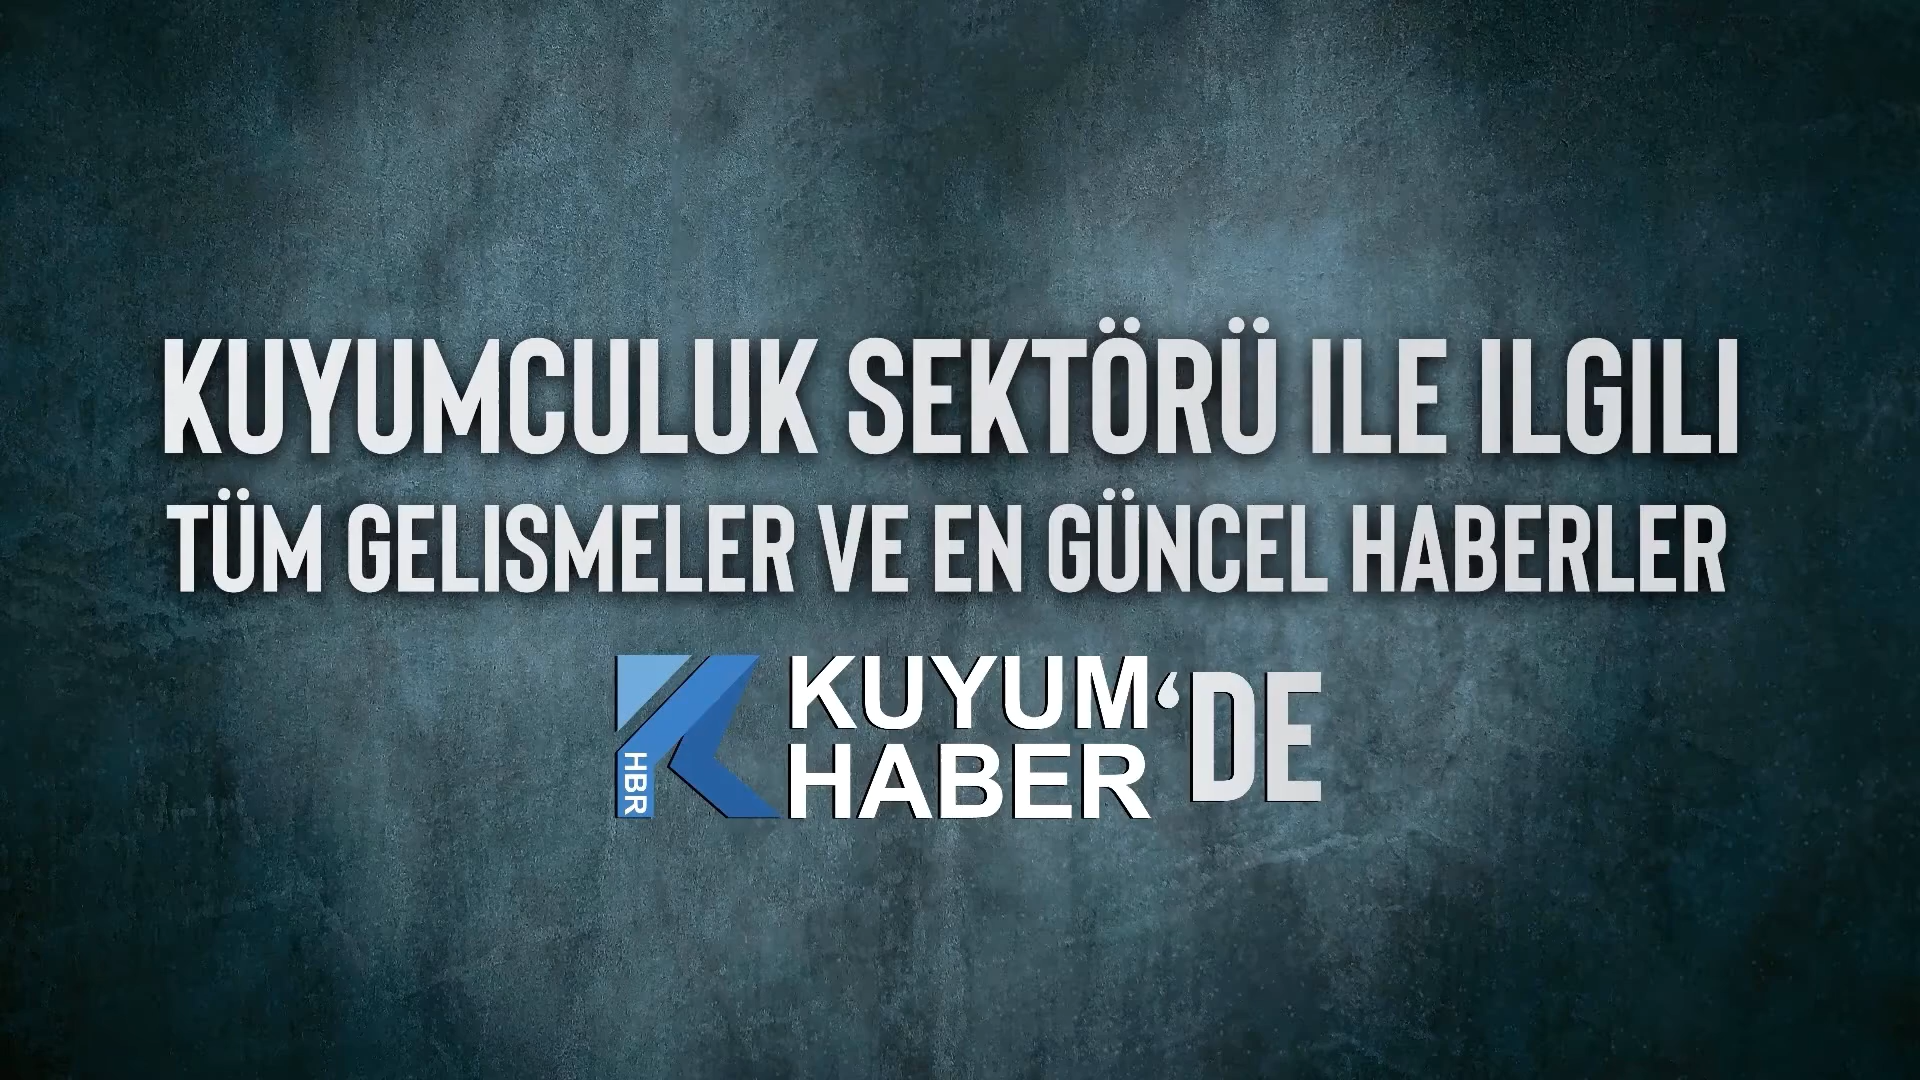 KUYUMCULUK SEKTÖRÜ ILE ILGILI
TÜM GELISMELER VE EN GÜNCEL HABERLER
HBR
KUYUM
HABER
‘DE